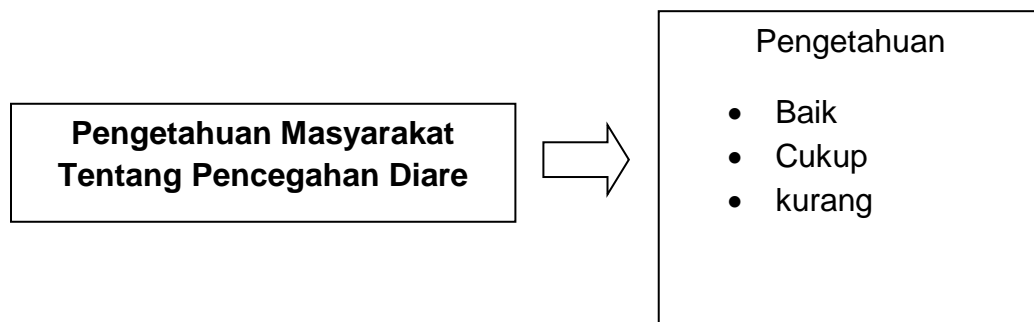 Pengetahuan Masyarakat
Tentang Pencegahan Diare
Pengetahuan
• Baik
• Cukup
• kurang